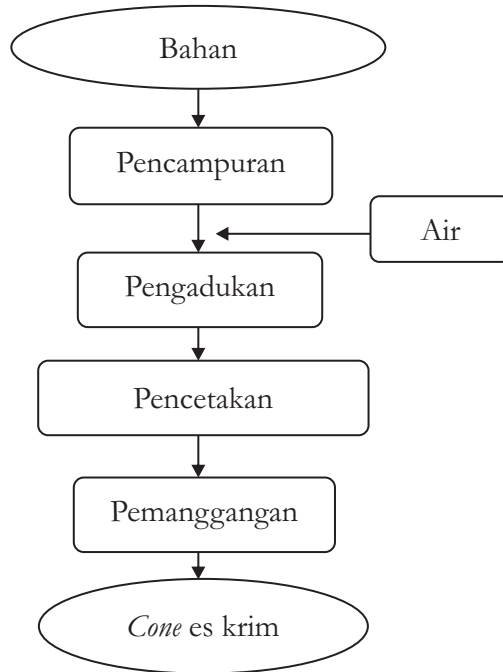 Bahan
Pencampuran
Air
Pengadukan
Pencetakan
Pemanggangan
Cone es krim